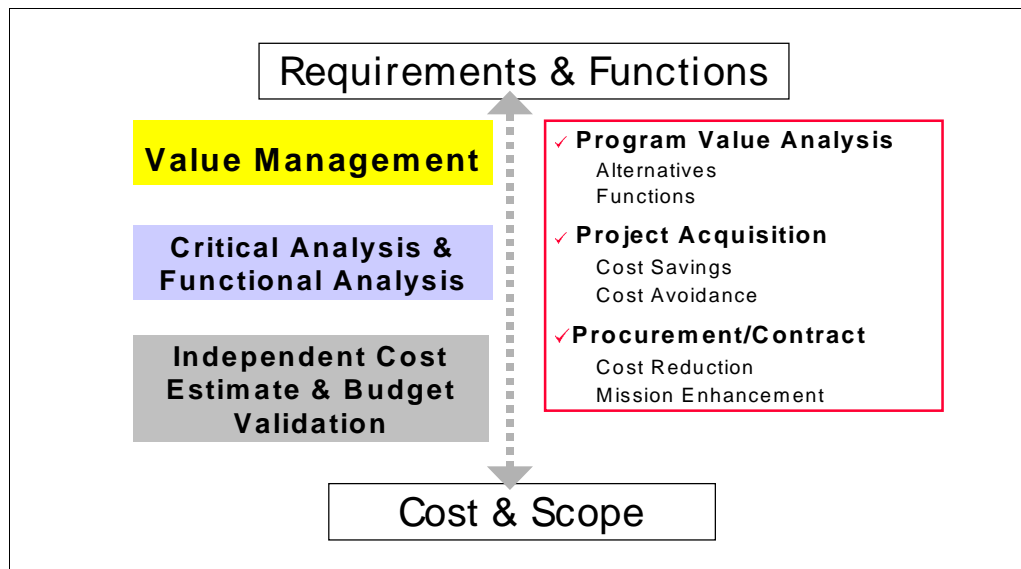 Requirements & Functions
Value Management
Critical Analysis &
Functional Analysis
Independent Cost
Estimate & Budget
Validation
✓ Program Value Analysis
Alternatives
Functions
✓ Project Acquisition
Cost Savings
Cost Avoidance
✓Procurement/Contract
Cost Reduction
Mission Enhancement
Cost & Scope